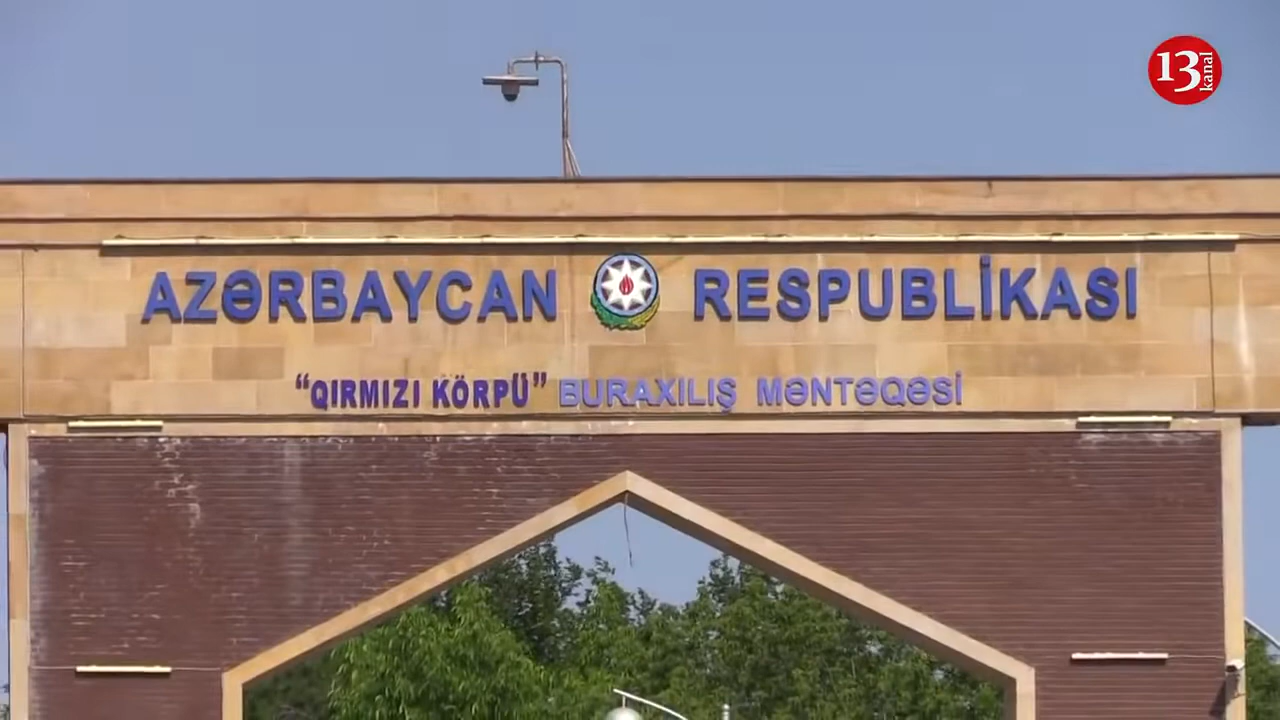 13 kanal
AZƏRBAYCAN RESPUBLİKASI
“QIRMIZI KÖRPÜ” BURAXILIŞ MƏNTƏQƏSİ